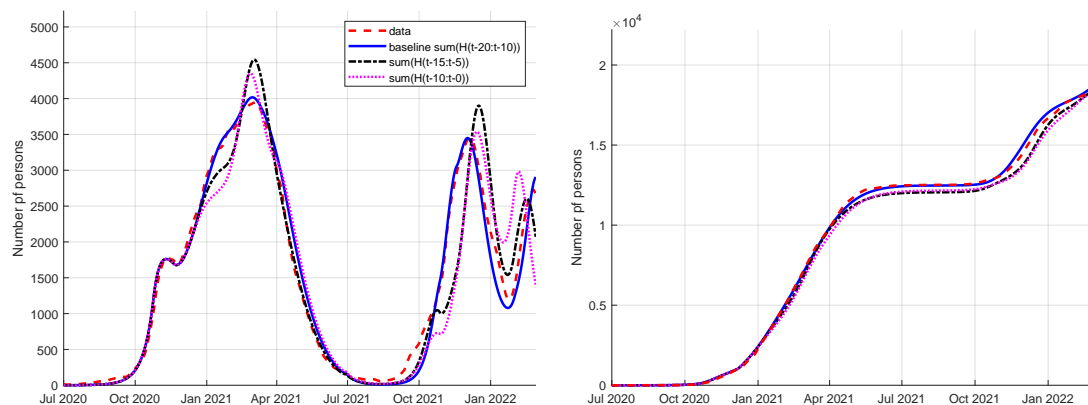 5000
4500
4000
3500
3000
2500
2000
1500
1000
500
0
Number pf persons
data
baseline sum(H(t-20:t-10))
sum(H(t-15:t-5))
sum(H(t-10:t-0))
Jul 2020 Oct 2020 Jan 2021 Apr 2021 Jul 2021 Oct 2021 Jan 2022
×10⁴
2
1.5
1
0.5
0
Number pf persons
Jul 2020 Oct 2020 Jan 2021 Apr 2021 Jul 2021 Oct 2021 Jan 2022